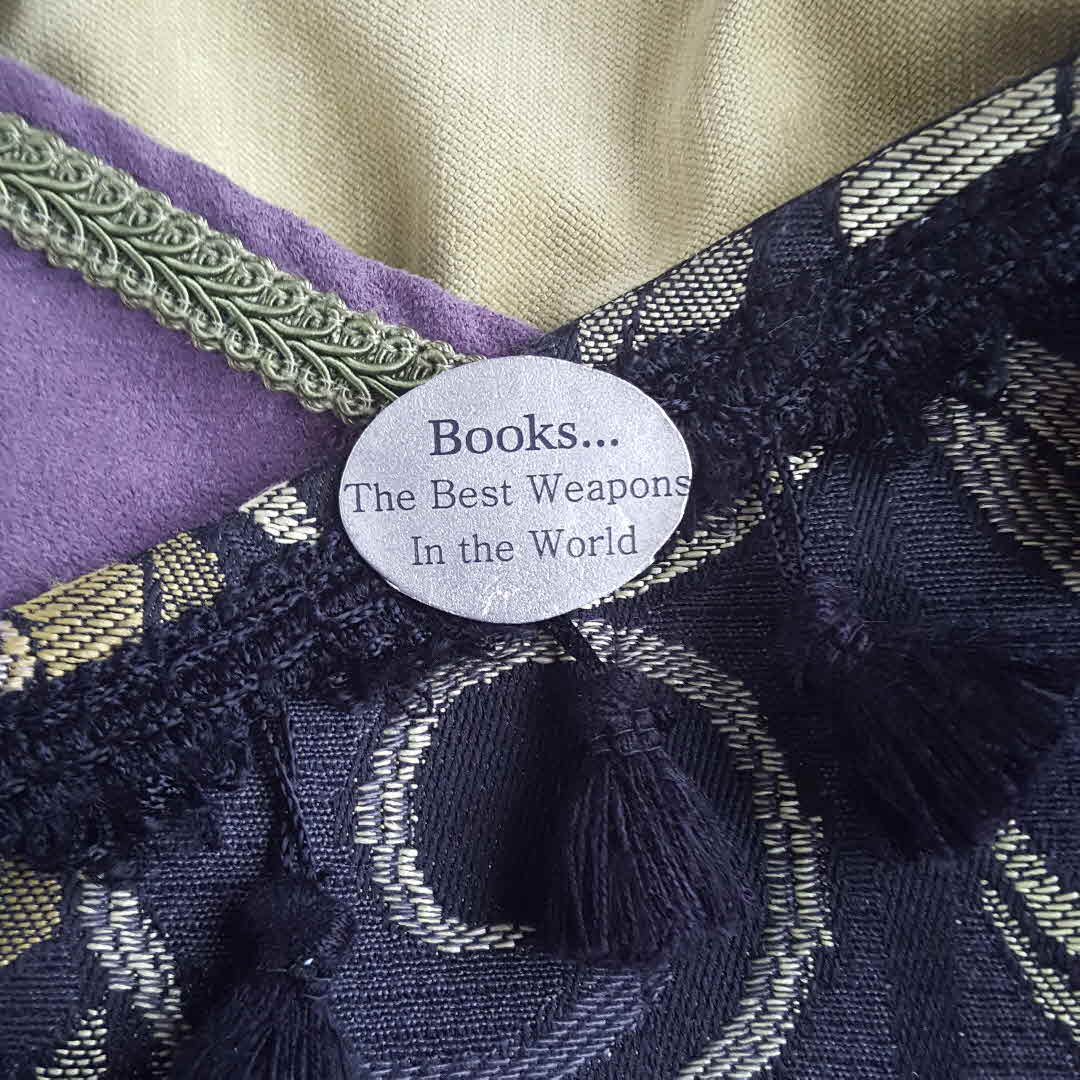 Books...
The Best Weapons
In the World